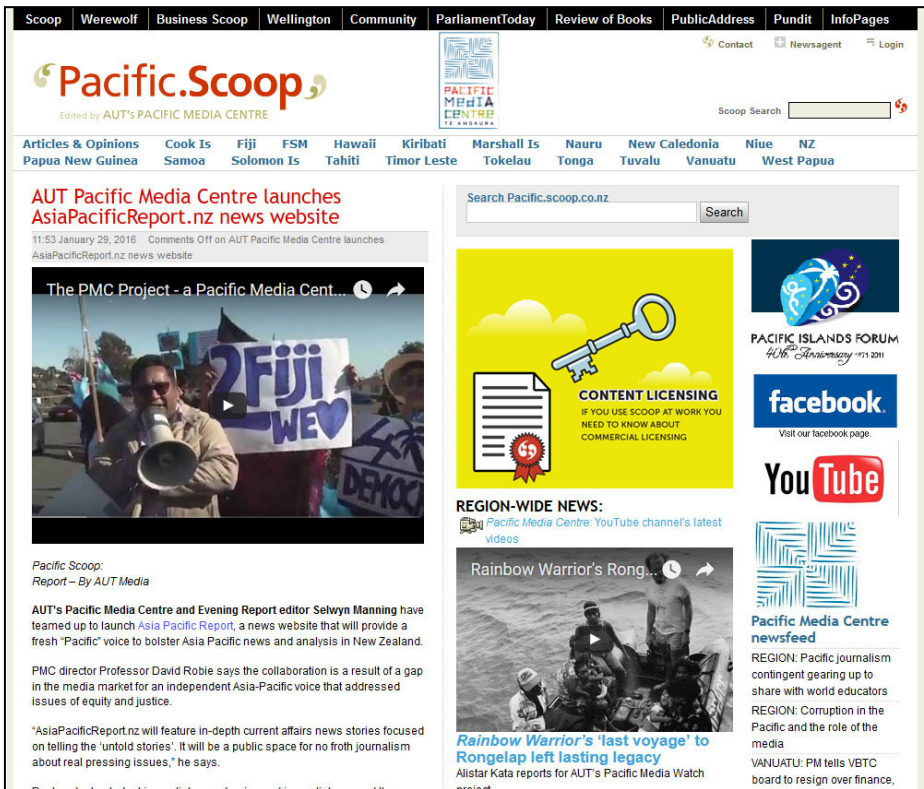 Scoop Werewolf Business Scoop Wellington Community ParliamentToday Review of Books PublicAddress Pundit InfoPages
Contact Newsagent Login
Pacific.Scoop
Edited by AUT'S PACIFIC MEDIA CENTRE
PACIFIC
MEDIA
CENTRE
TE AMOKURA
Scoop Search
Articles & Opinions Cook Is Fiji FSM Hawaii Kiribati Marshall Is Nauru New Caledonia Niue NZ
Papua New Guinea Samoa Solomon Is Tahiti Timor Leste Tokelau Tonga Tuvalu Vanuatu West Papua
AUT Pacific Media Centre launches
AsiaPacificReport.nz news website
11:53 January 29, 2016 Comments Off on AUT Pacific Media Centre launches
AsiaPacificReport.nz news website
The PMC Project - a Pacific Media Cent...
2Fiji
WE
DEMOC
Pacific Scoop:
Report – By AUT Media
AUT's Pacific Media Centre and Evening Report editor Selwyn Manning have
teamed up to launch Asia Pacific Report, a news website that will provide a
fresh "Pacific" voice to bolster Asia Pacific news and analysis in New Zealand.
PMC director Professor David Robie says the collaboration is a result of a gap
in the media market for an independent Asia-Pacific voice that addressed
issues of equity and justice.
"AsiaPacificReport.nz will feature in-depth current affairs news stories focused
on telling the 'untold stories'. It will be a public space for no froth journalism
about real pressing issues," he says.
Search Pacific.scoop.co.nz
Search
CONTENT LICENSING
IF YOU USE SCOOP AT WORK YOU
NEED TO KNOW ABOUT
COMMERCIAL LICENSING
REGION-WIDE NEWS:
Pacific Media Centre: YouTube channel's latest
videos
Rainbow Warrior's Rong...
Rainbow Warrior's 'last voyage' to
Rongelap left lasting legacy
Alistar Kata reports for AUT's Pacific Media Watch
project
PACIFIC ISLANDS FORUM
40th Anniversary 1971-2011
facebook.
Visit our facebook page.
YouTube
Pacific Media Centre
newsfeed
REGION: Pacific journalism
contingent gearing up to
share with world educators
REGION: Corruption in the
Pacific and the role of the
media
VANUATU: PM tells VBTC
board to resign over finance,